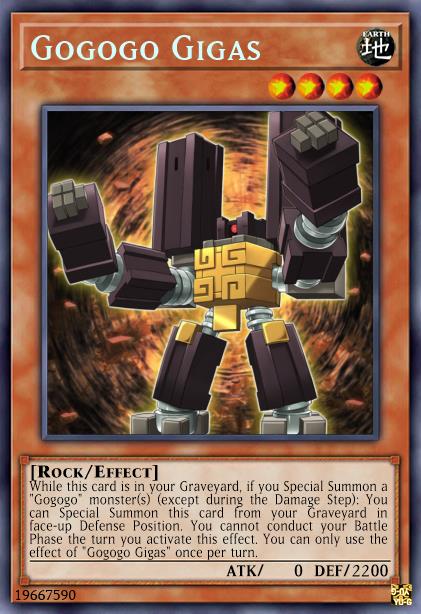 Gogogo Gigas
EARTH
地
[Rock/Effect]
While this card is in your Graveyard, if you Special Summon a
"Gogogo" monster(s) (except during the Damage Step): You
can Special Summon this card from your Graveyard in
face-up Defense Position. You cannot conduct your Battle
Phase the turn you activate this effect. You can only use the
effect of "Gogogo Gigas" once per turn.
ATK/ 0 DEF/2200
19667590